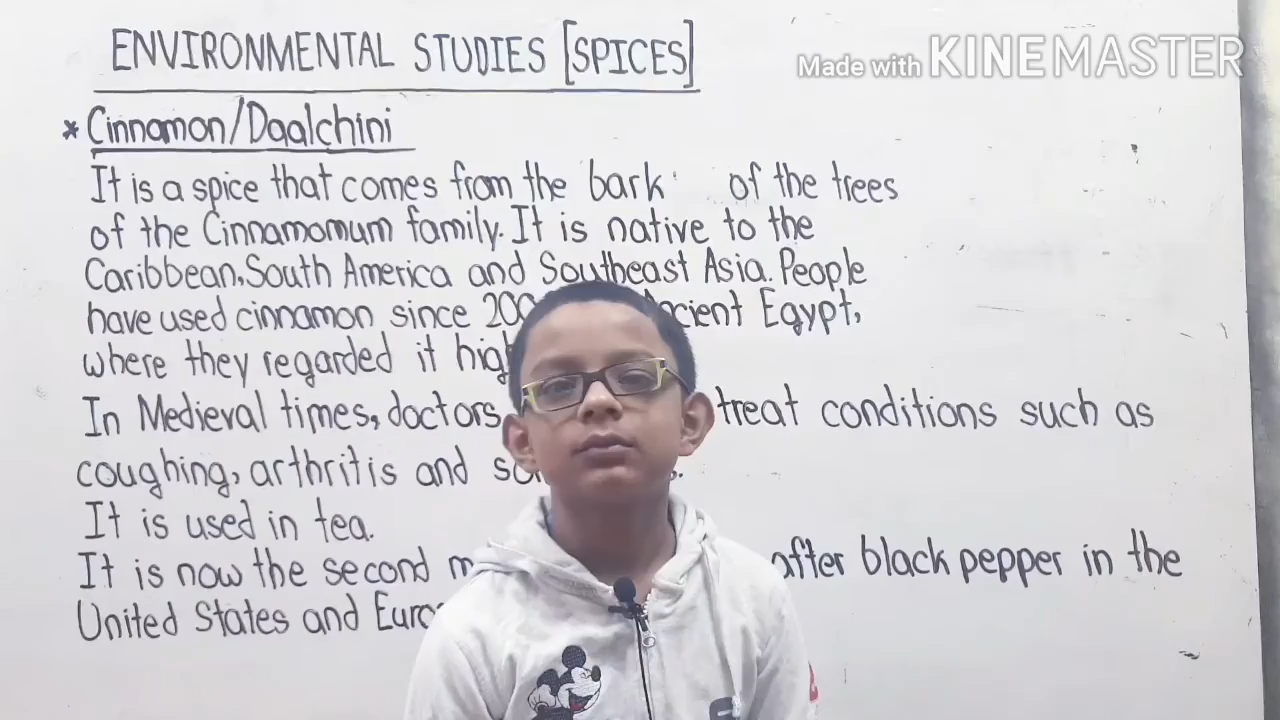 ENVIRONMENTAL STUDIES [SPICES]
Made with KINEMASTER
* Cinnamon/Daalchini
It is a spice that comes from the bark of the trees
of the Cinnamomum family. It is native to the
Caribbean, South America and Southeast Asia. People
have used cinnamon since Egypt,
where they regarded it
In Medieval times, doctors treat conditions such as
coughing, arthritis and
It is used in tea.
It is now the second after black pepper in the
United States and